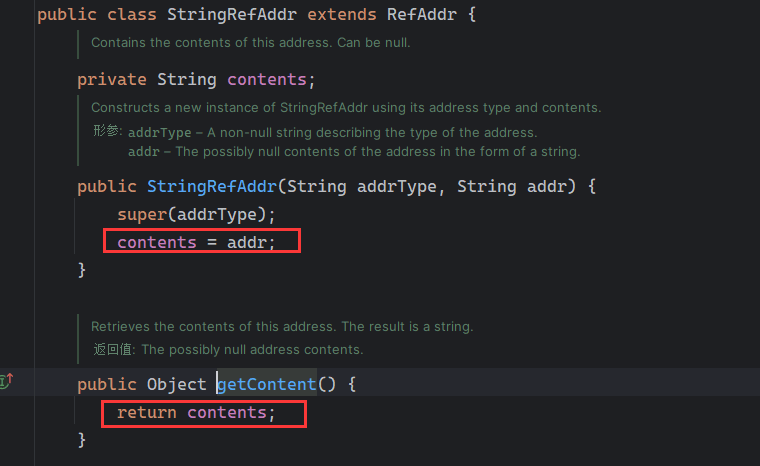 public class StringRefAddr extends RefAddr {
Contains the contents of this address. Can be null.
private String contents;
Constructs a new instance of StringRefAddr using its address type and contents.
形参: addrType – A non-null string describing the type of the address.
addr – The possibly null contents of the address in the form of a string.
public StringRefAddr(String addrType, String addr) {
super(addrType);
contents = addr;
}
Retrieves the contents of this address. The result is a string.
返回值: The possibly null address contents.
public Object getContent() {
return contents;
}